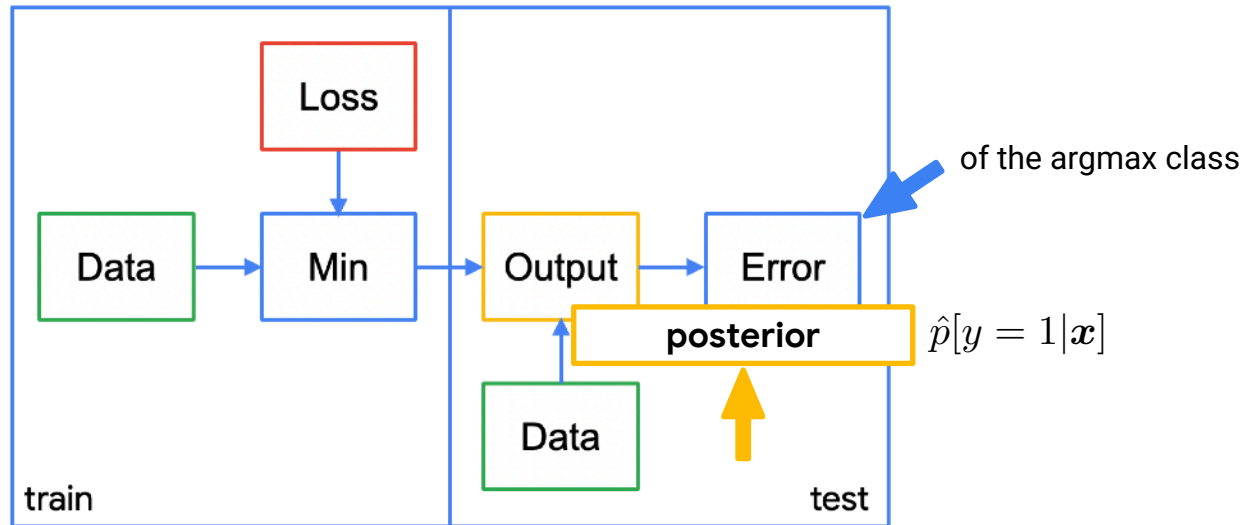 Loss
of the argmax class
Data
Min
Output
Error
posterior
p̂[y = 1|x]
Data
train
test